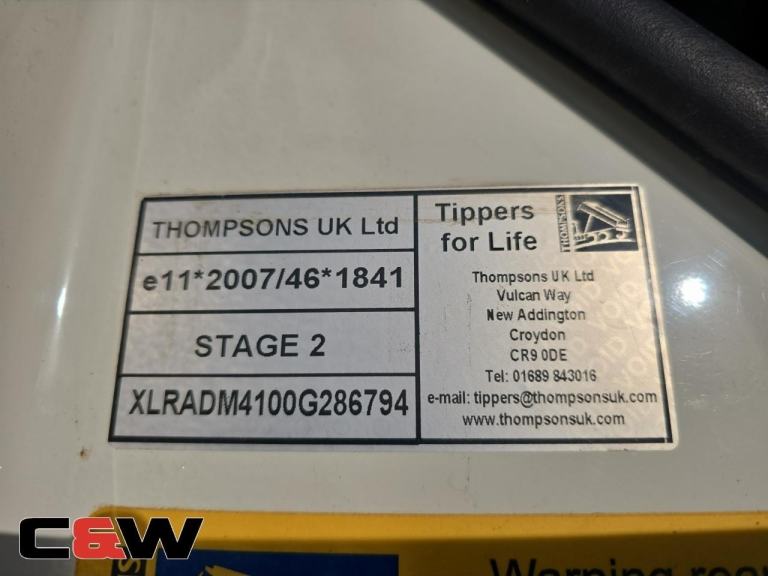 THOMPSONS UK Ltd
e11*2007/46*1841
STAGE 2
XLRADM4100G286794
Tippers
for Life
THOMPSONS
Thompsons UK Ltd
Vulcan Way
New Addington
Croydon
CR9 0DE
Tel: 01689 843016
e-mail: tippers@thompsonsuk.com
www.thompsonsuk.com
C&W
Warning